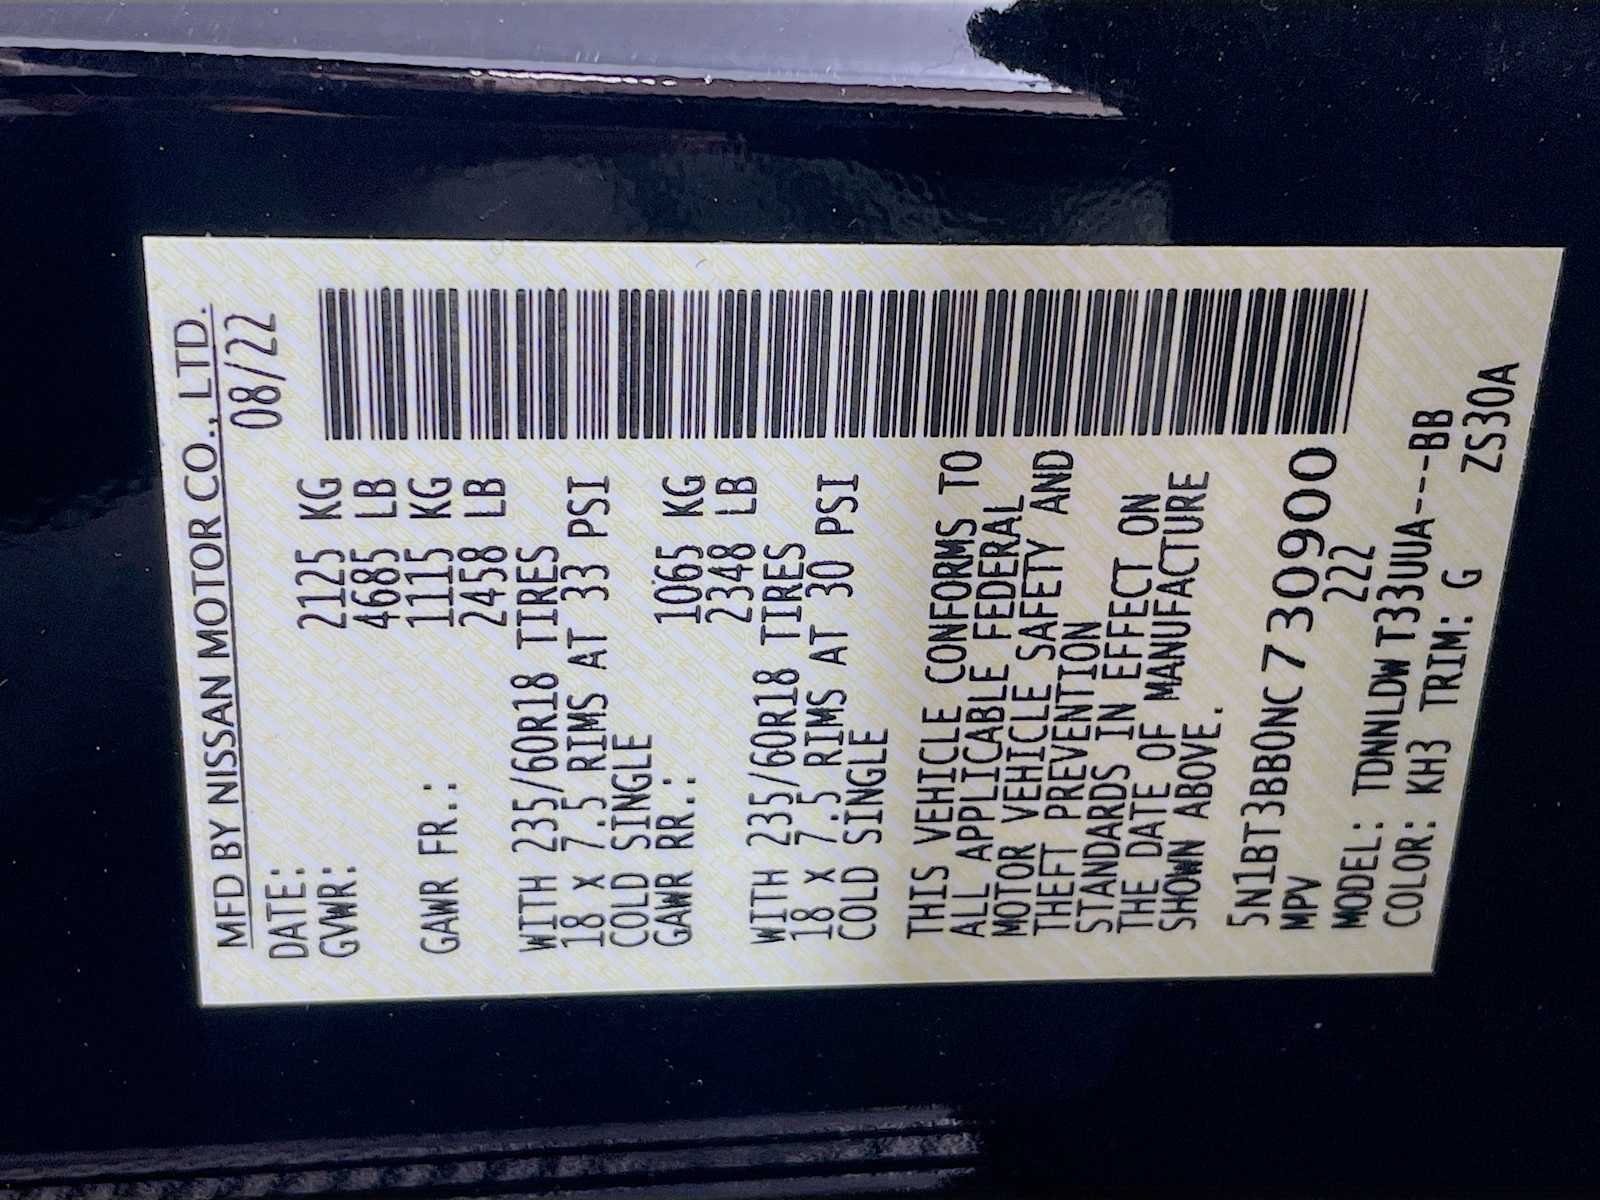 MFD BY NISSAN MOTOR CO., LTD.
DATE: 08/22
GVWR: 2125 KG
4685 LB
GAWR FR.: 1115 KG
2458 LB
WITH 235/60R18 TIRES
18 X 7.5 RIMS AT 33 PSI
COLD SINGLE
GAWR RR.: 1065 KG
2348 LB
WITH 235/60R18 TIRES
18 X 7.5 RIMS AT 30 PSI
COLD SINGLE
THIS VEHICLE CONFORMS TO
ALL APPLICABLE FEDERAL
MOTOR VEHICLE SAFETY AND
THEFT PREVENTION
STANDARDS IN EFFECT ON
THE DATE OF MANUFACTURE
SHOWN ABOVE.
5N1BT3BB0NC730900
MPV 222
MODEL: TDNNLDW T33UUA---BB
COLOR: KH3 TRIM: G ZS30A